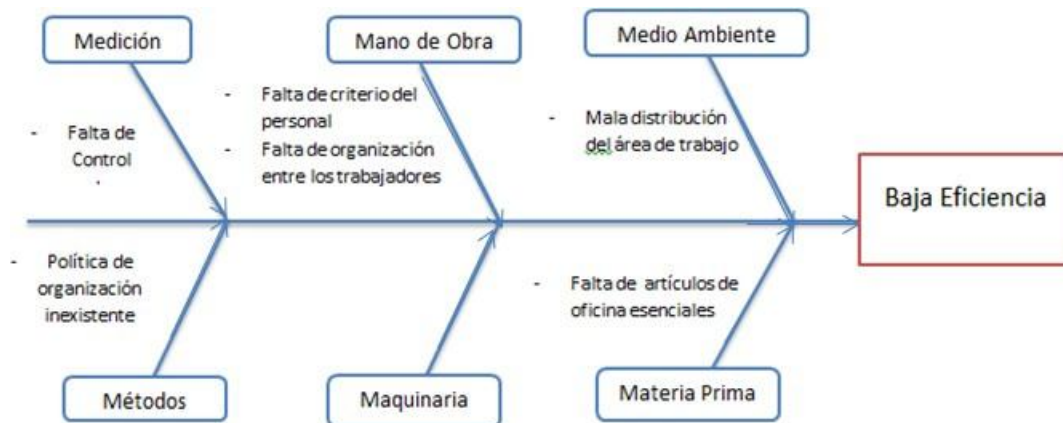 Medición
Mano de Obra
Medio Ambiente
- Falta de
Control
- Falta de criterio del
personal
- Falta de organización
entre los trabajadores
- Mala distribución
del área de trabajo
Baja Eficiencia
- Política de
organización
inexistente
- Falta de artículos de
oficina esenciales
Métodos
Maquinaria
Materia Prima